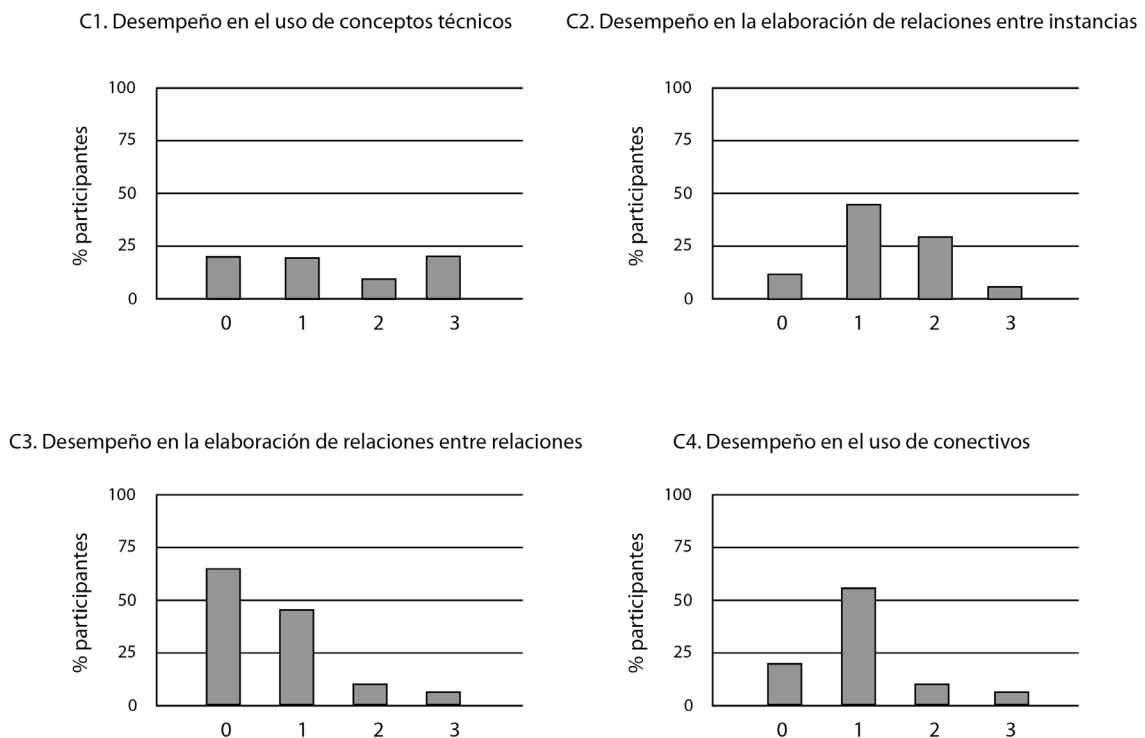 C1. Desempeño en el uso de conceptos técnicos
% participantes
100
75
50
25
0
0 1 2 3
C2. Desempeño en la elaboración de relaciones entre instancias
% participantes
100
75
50
25
0
0 1 2 3
C3. Desempeño en la elaboración de relaciones entre relaciones
% participantes
100
75
50
25
0
0 1 2 3
C4. Desempeño en el uso de conectivos
% participantes
100
75
50
25
0
0 1 2 3